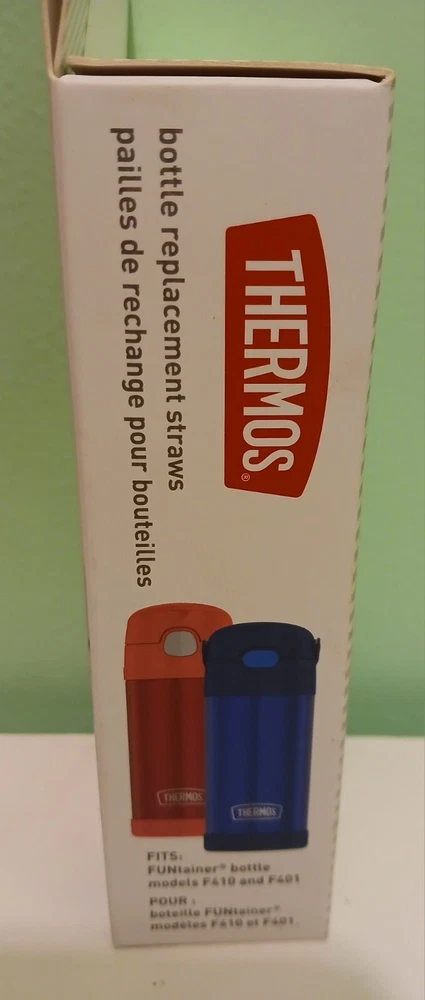 THERMOS®
bottle replacement straws
pailles de rechange pour bouteilles
THERMOS
THERMOS
FITS:
FUNtainer® bottle
models F410 and F401
POUR :
boteille FUNtainer®
modèles F410 et F401